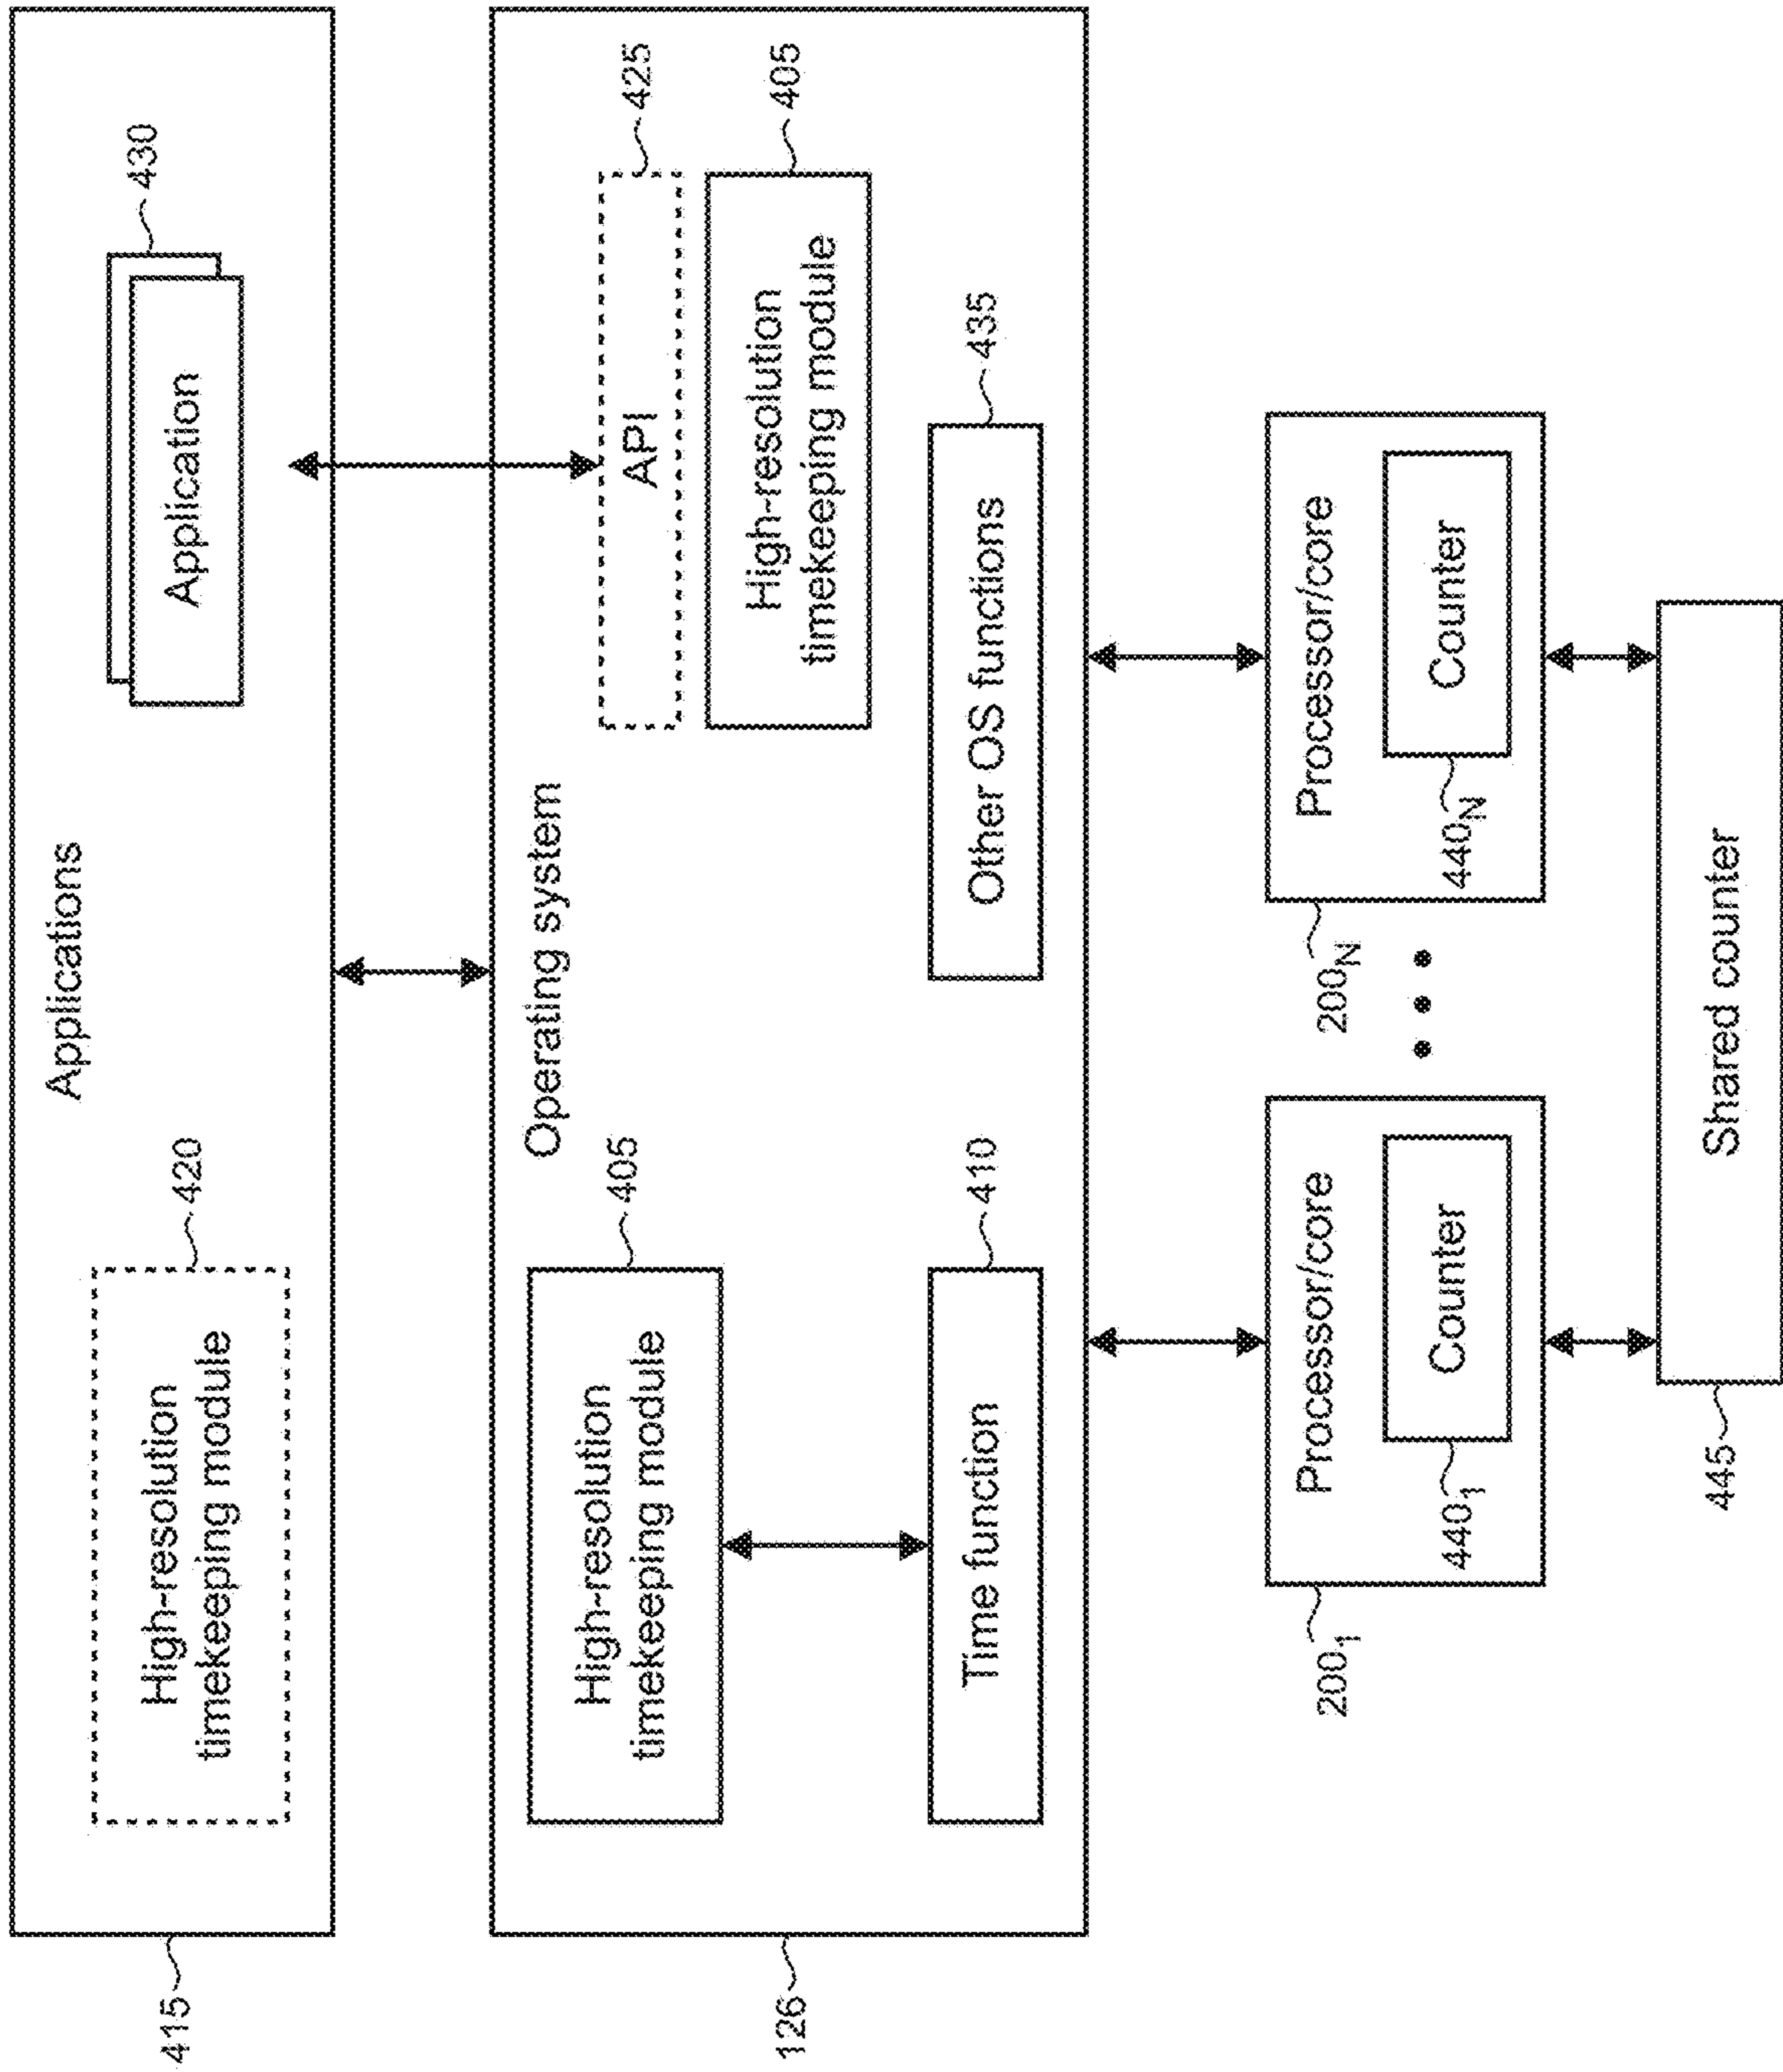 Applications
415
High-resolution
timekeeping module
420
Application
430
Operating system
126
High-resolution
timekeeping module
405
Time function
410
API
425
High-resolution
timekeeping module
405
Other OS functions
435
Processor/core
Counter
440₁
200₁
Processor/core
Counter
440N
200N
Shared counter
445